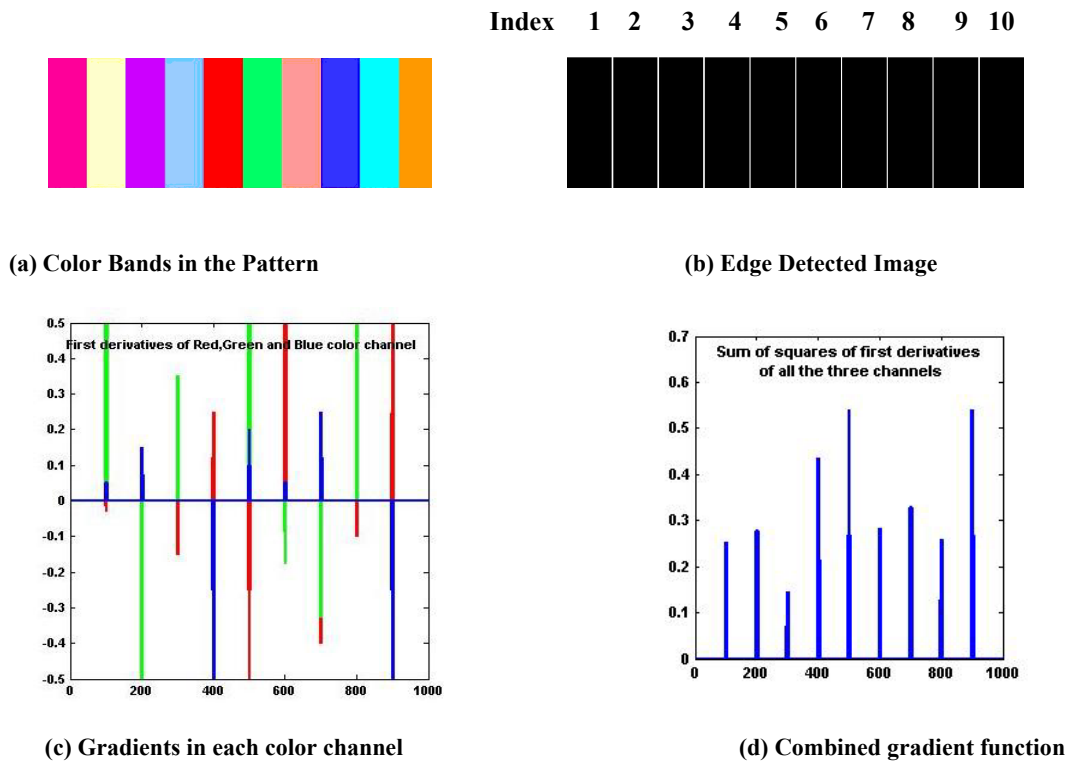 Index 1 2 3 4 5 6 7 8 9 10
(a) Color Bands in the Pattern
(b) Edge Detected Image
0.5
First derivatives of Red,Green and Blue color channel
0.4
0.3
0.2
0.1
0
-0.1
-0.2
-0.3
-0.4
-0.5
0 200 400 600 800 1000
0.7
Sum of squares of first derivatives
of all the three channels
0.6
0.5
0.4
0.3
0.2
0.1
0
0 200 400 600 800 1000
(c) Gradients in each color channel
(d) Combined gradient function